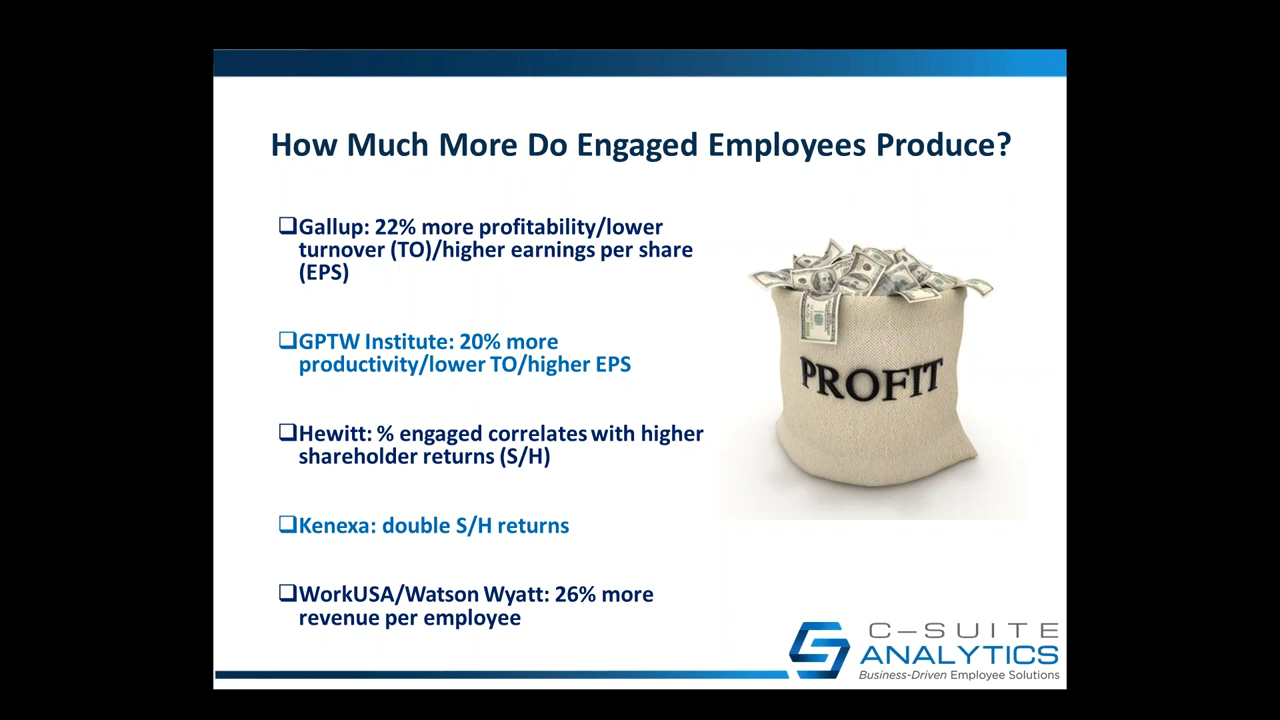 How Much More Do Engaged Employees Produce?
❑Gallup: 22% more profitability/lower
turnover (TO)/higher earnings per share
(EPS)
❑GPTW Institute: 20% more
productivity/lower TO/higher EPS
❑Hewitt: % engaged correlates with higher
shareholder returns (S/H)
❑Kenexa: double S/H returns
❑WorkUSA/Watson Wyatt: 26% more
revenue per employee
PROFIT
C–SUITE
ANALYTICS
Business-Driven Employee Solutions